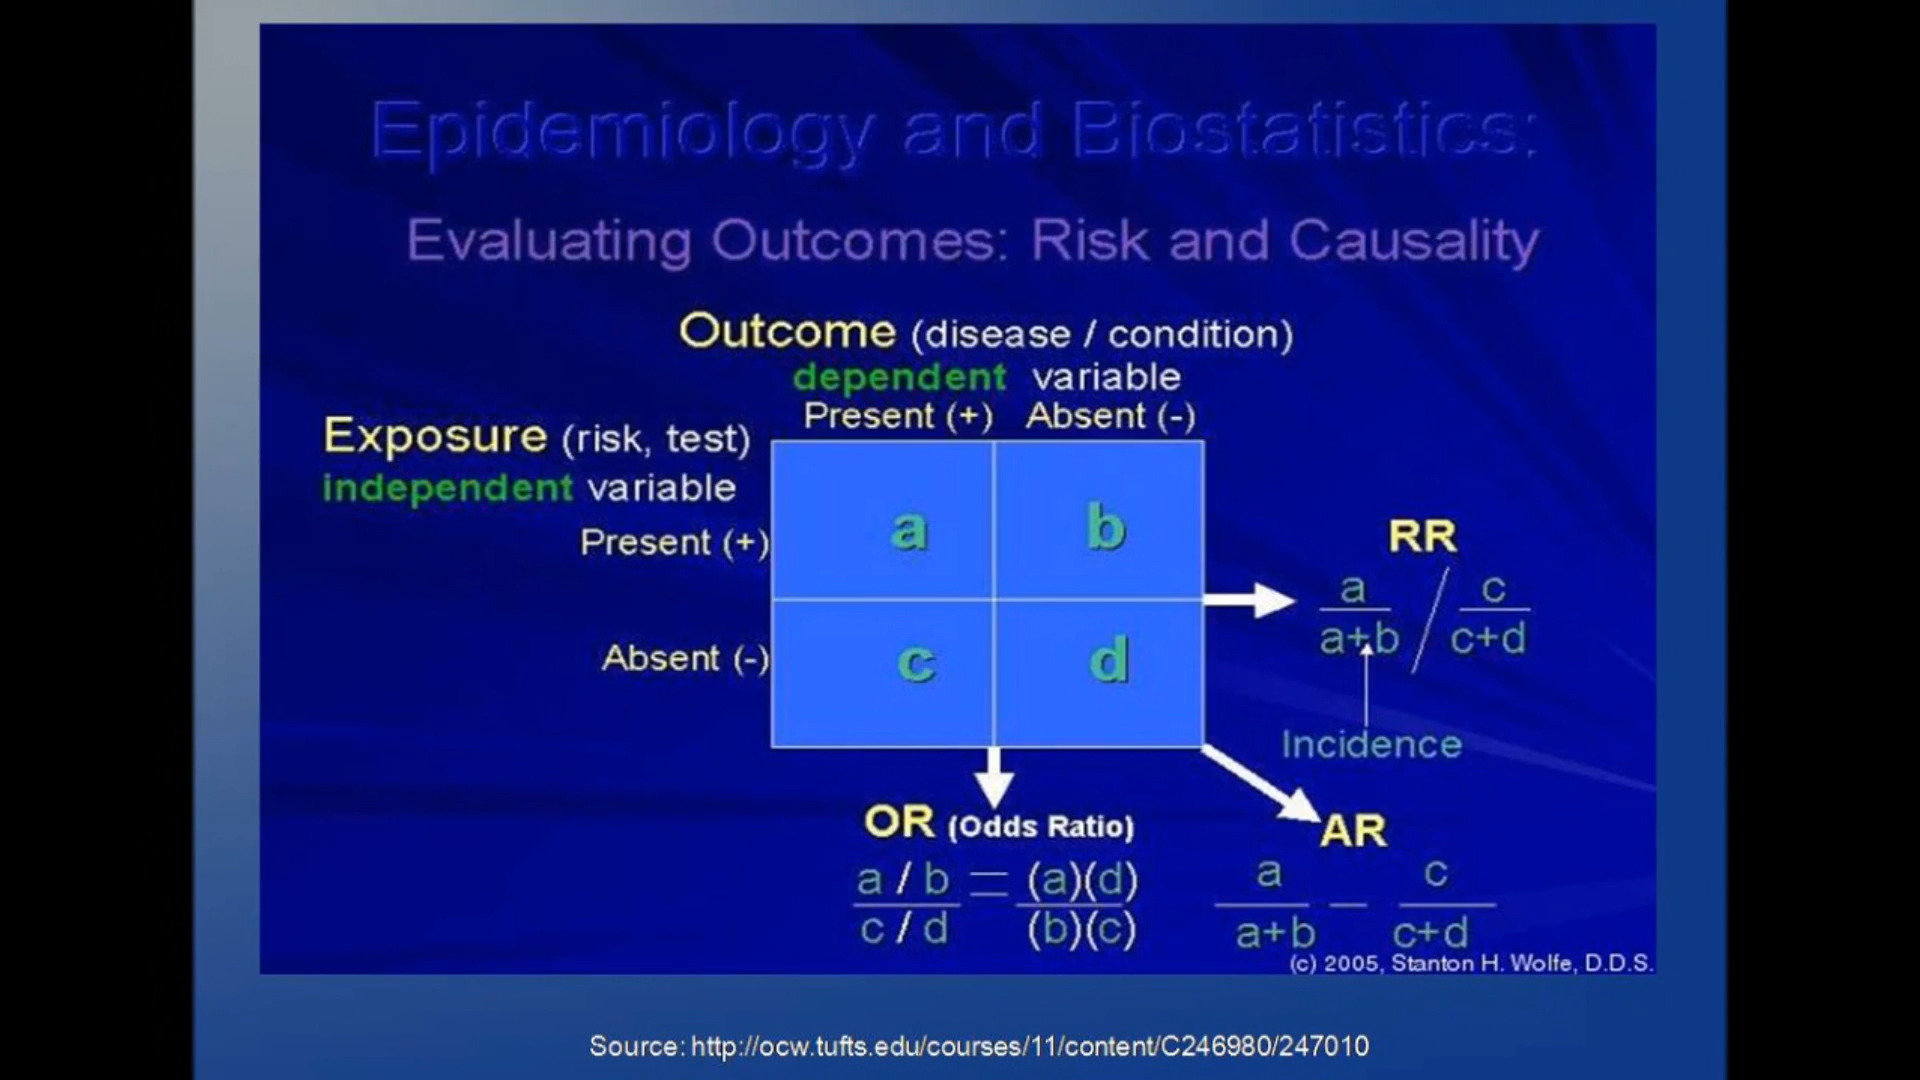 Epidemiology and Biostatistics:
Evaluating Outcomes: Risk and Causality
Outcome (disease / condition)
dependent variable
Present (+) Absent (-)
Exposure (risk, test)
independent variable
Present (+)
a b
Absent (-)
c d
RR
a / c
a+b c+d
Incidence
OR (Odds Ratio)
a / b = (a)(d)
c / d (b)(c)
AR
a — c
a+b c+d
(c) 2005, Stanton H. Wolfe, D.D.S.
Source: http://ocw.tufts.edu/courses/11/content/C246980/247010